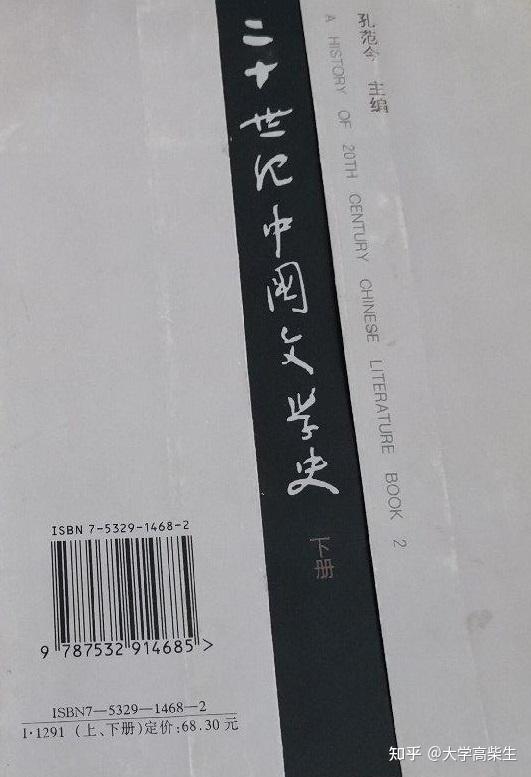 孔范今 主编
A HISTORY OF 20TH CENTURY CHINESE LITERATURE BOOK 2
二十世纪中国文学史
下册
ISBN 7-5329-1468-2
9 787532 914685 >
ISBN7—5329—1468—2
I·1291 (上、下册)定价:68.30 元
知乎 @大学高柴生